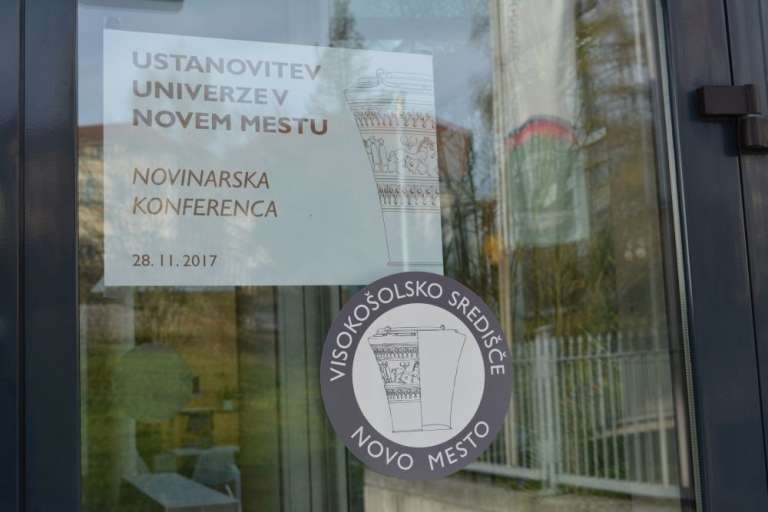 USTANOVITEV
UNIVERZE V
NOVEM MESTU
NOVINARSKA
KONFERENCA
28. 11. 2017
VISOKOŠOLSKO SREDIŠČE
NOVO MESTO